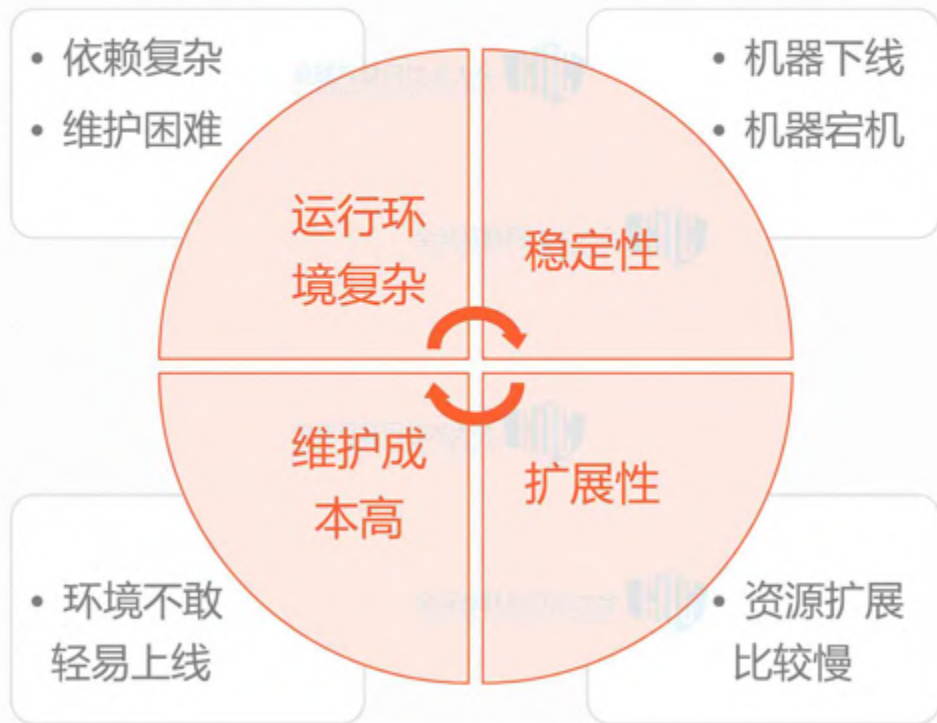 • 依赖复杂
• 维护困难
• 机器下线
• 机器宕机
运行环
境复杂
稳定性
维护成
本高
扩展性
• 环境不敢
轻易上线
• 资源扩展
比较慢